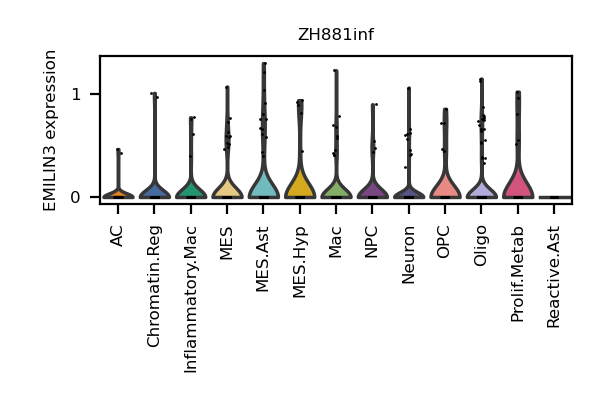 ZH881inf
EMILIN3 expression
1
0
AC
Chromatin.Reg
Inflammatory.Mac
MES
MES.Ast
MES.Hyp
Mac
NPC
Neuron
OPC
Oligo
Prolif.Metab
Reactive.Ast